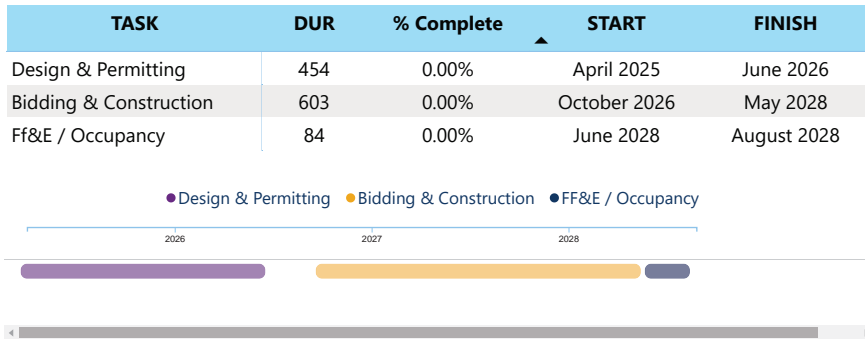 TASK DUR % Complete START FINISH
Design & Permitting 454 0.00% April 2025 June 2026
Bidding & Construction 603 0.00% October 2026 May 2028
Ff&E / Occupancy 84 0.00% June 2028 August 2028
Design & Permitting Bidding & Construction FF&E / Occupancy
2026 2027 2028